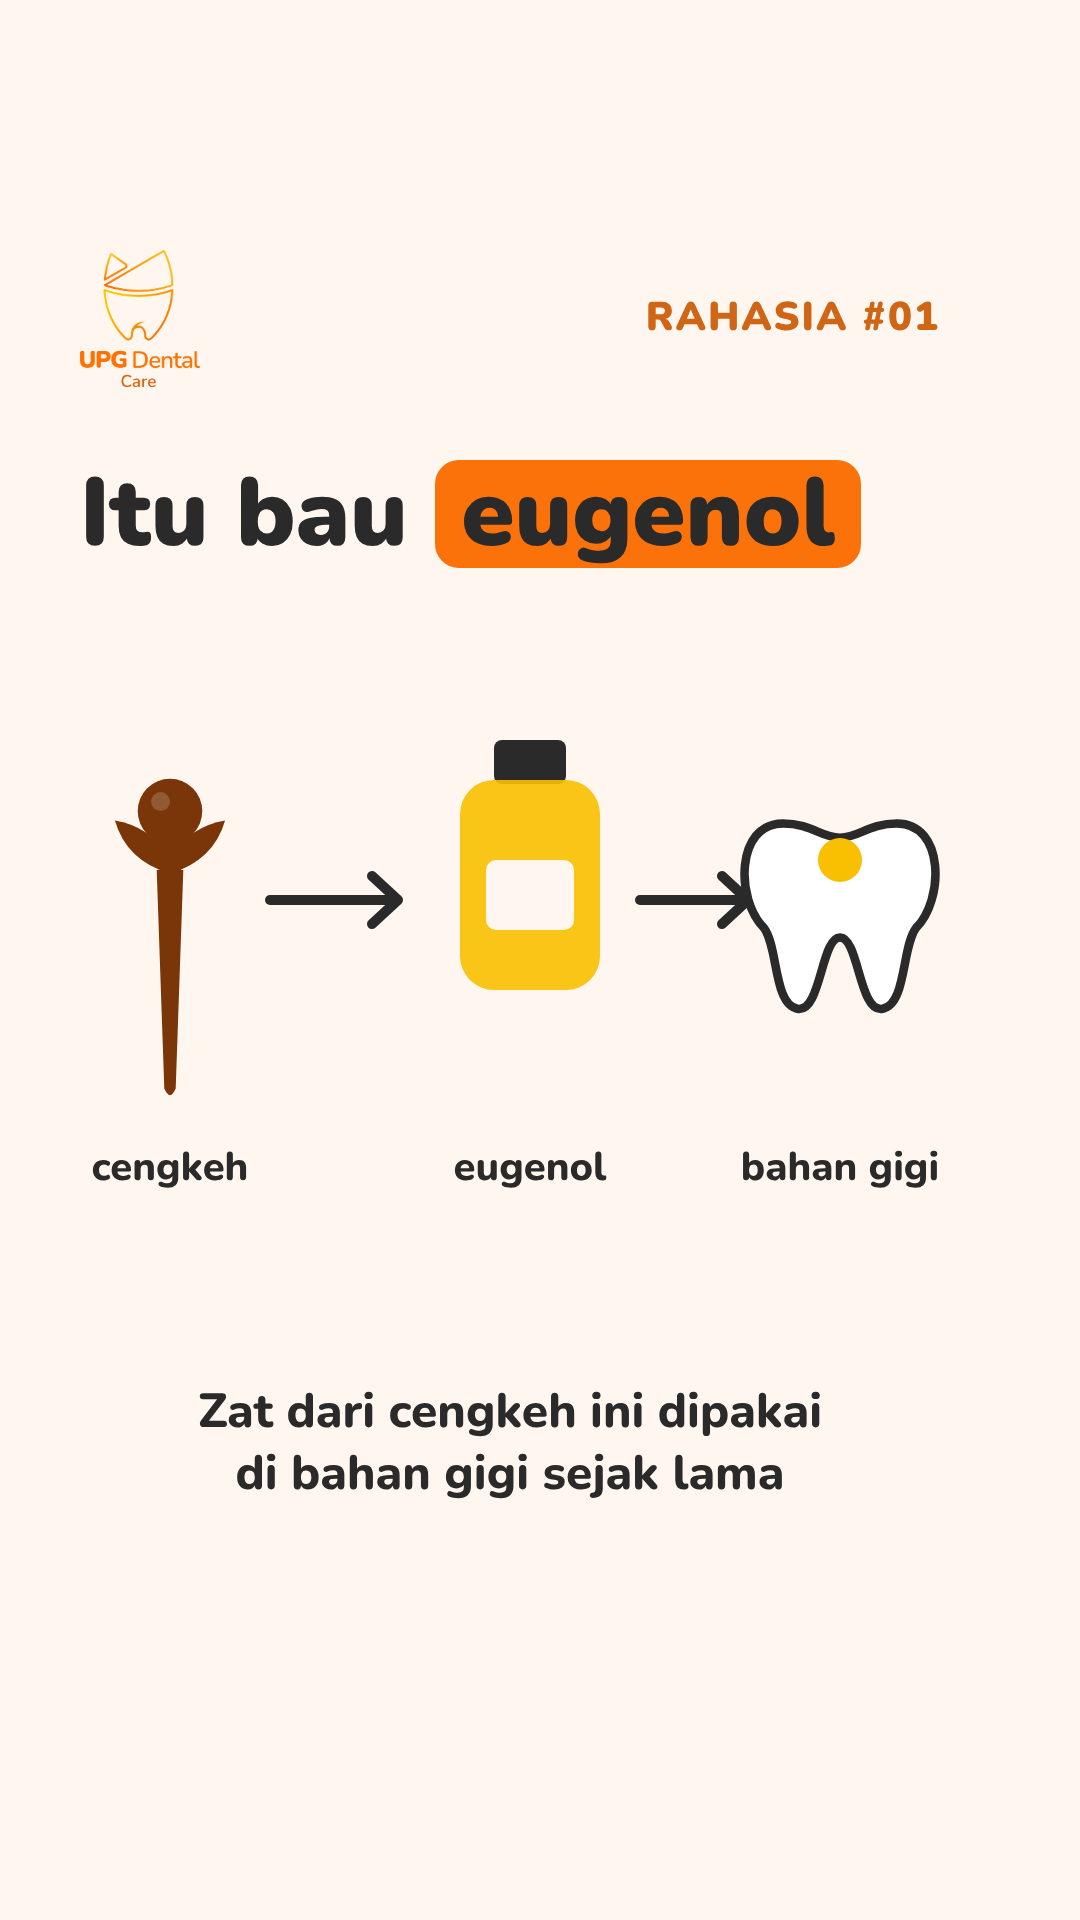 UPG Dental
Care
RAHASIA #01
Itu bau eugenol
cengkeh
eugenol
bahan gigi
Zat dari cengkeh ini dipakai
di bahan gigi sejak lama